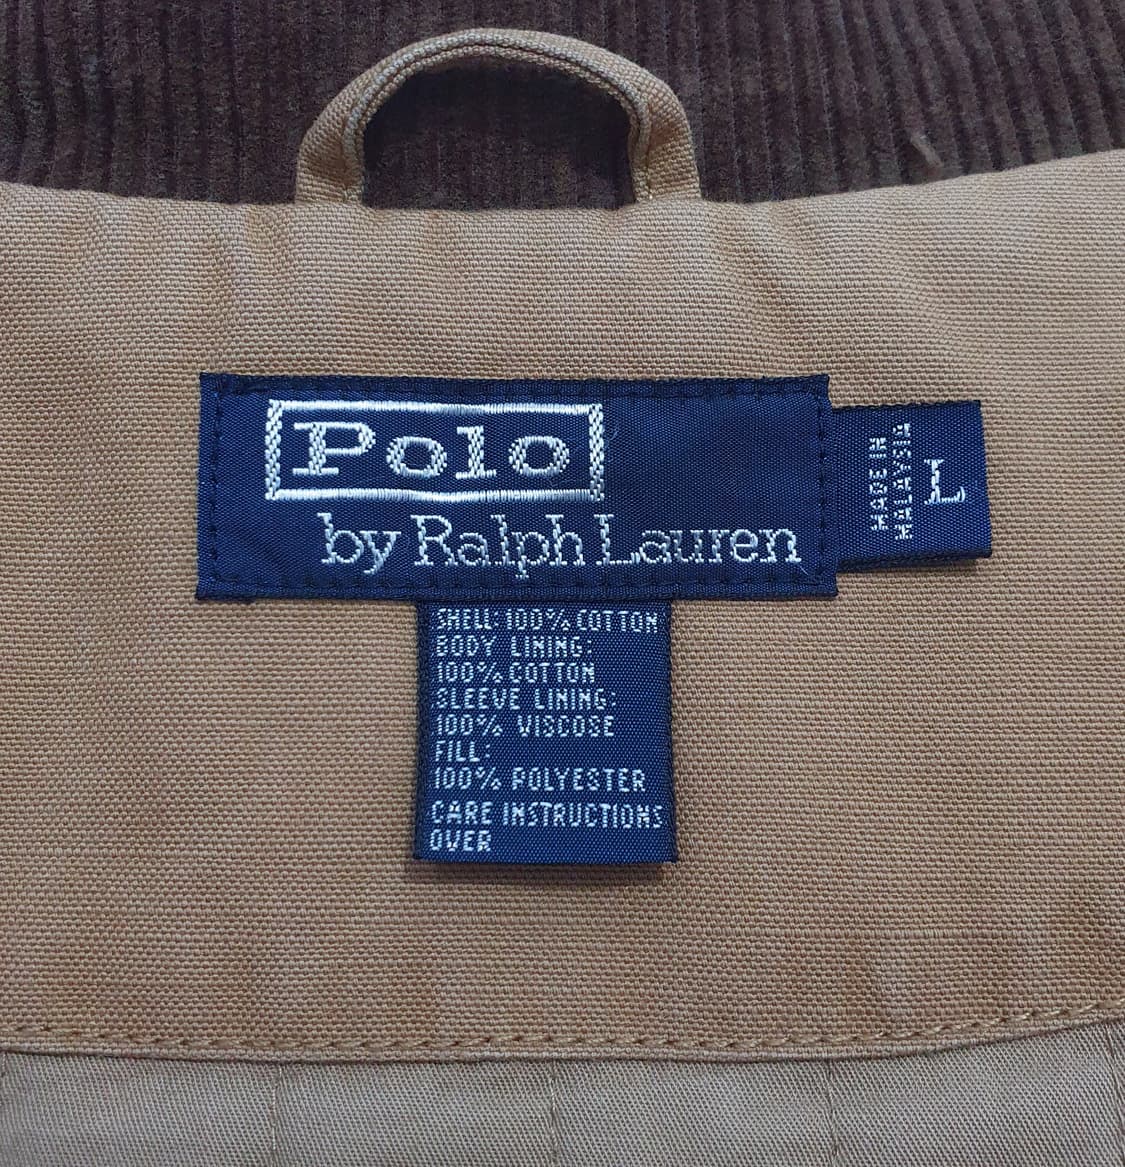 Polo
by Ralph Lauren
MADE IN
MALAYSIA
L
SHELL: 100% COTTON
BODY LINING:
100% COTTON
SLEEVE LINING:
100% VISCOSE
FILL:
100% POLYESTER
CARE INSTRUCTIONS
OVER